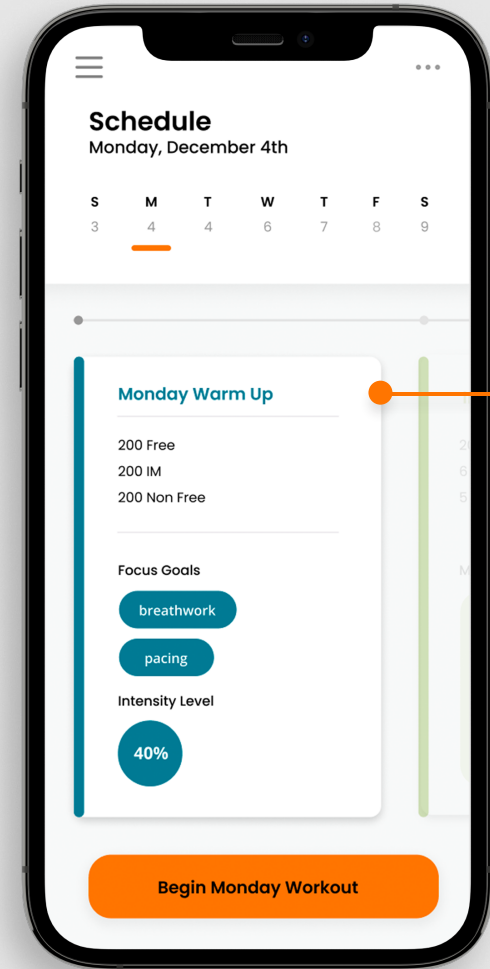 Schedule
Monday, December 4th
S M T W T F S
3 4 4 6 7 8 9
Monday Warm Up
200 Free
200 IM
200 Non Free
Focus Goals
breathwork
pacing
Intensity Level
40%
Begin Monday Workout